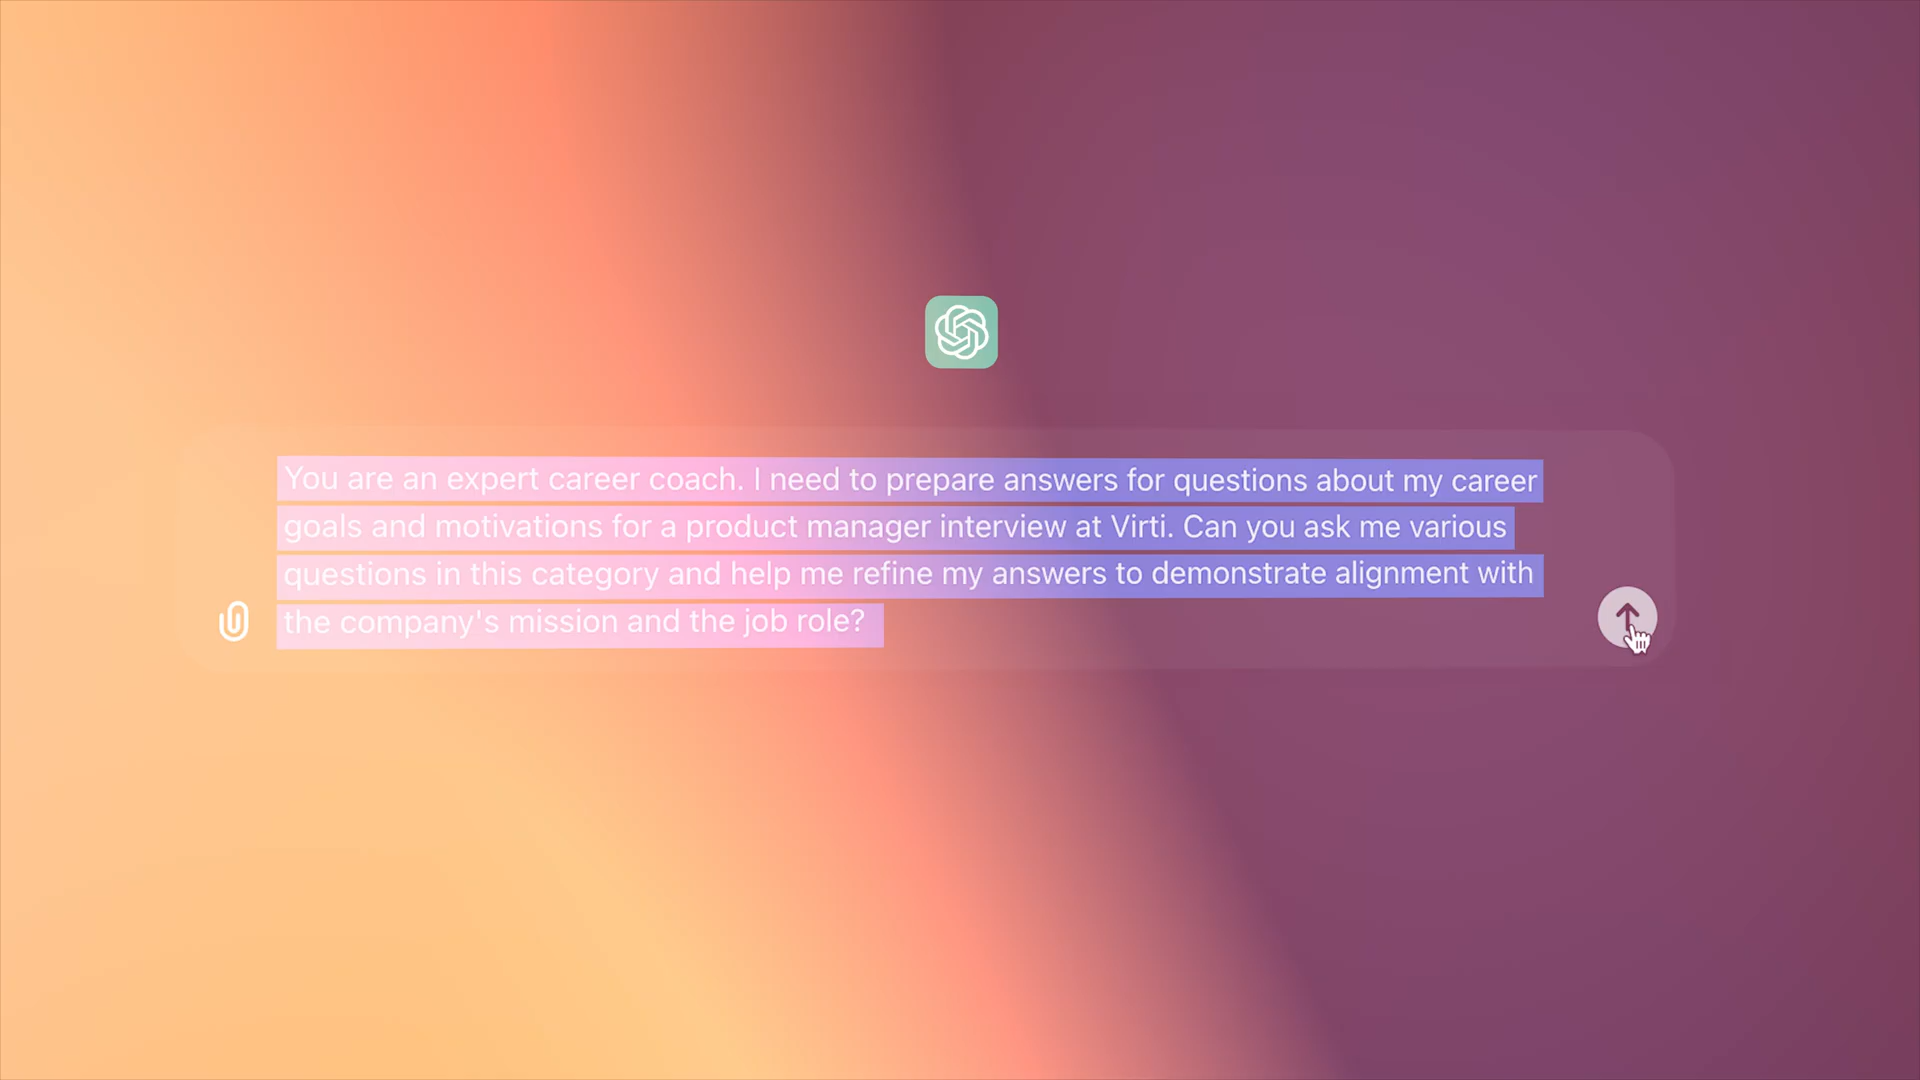 You are an expert career coach. I need to prepare answers for questions about my career
goals and motivations for a product manager interview at Virti. Can you ask me various
questions in this category and help me refine my answers to demonstrate alignment with
the company's mission and the job role?